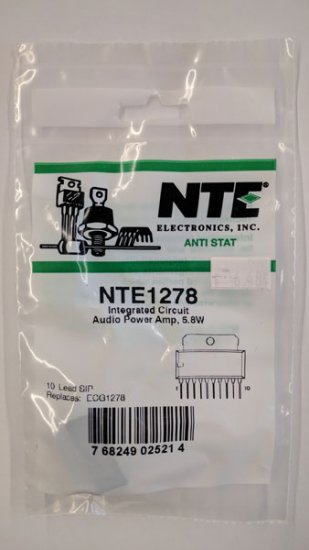 NTE®
ELECTRONICS, INC.
ANTI STAT
NTE1278
Integrated Circuit
Audio Power Amp, 5.8W
10 Lead SIP
Replaces: ECG1278
1 10
7 68249 02521 4